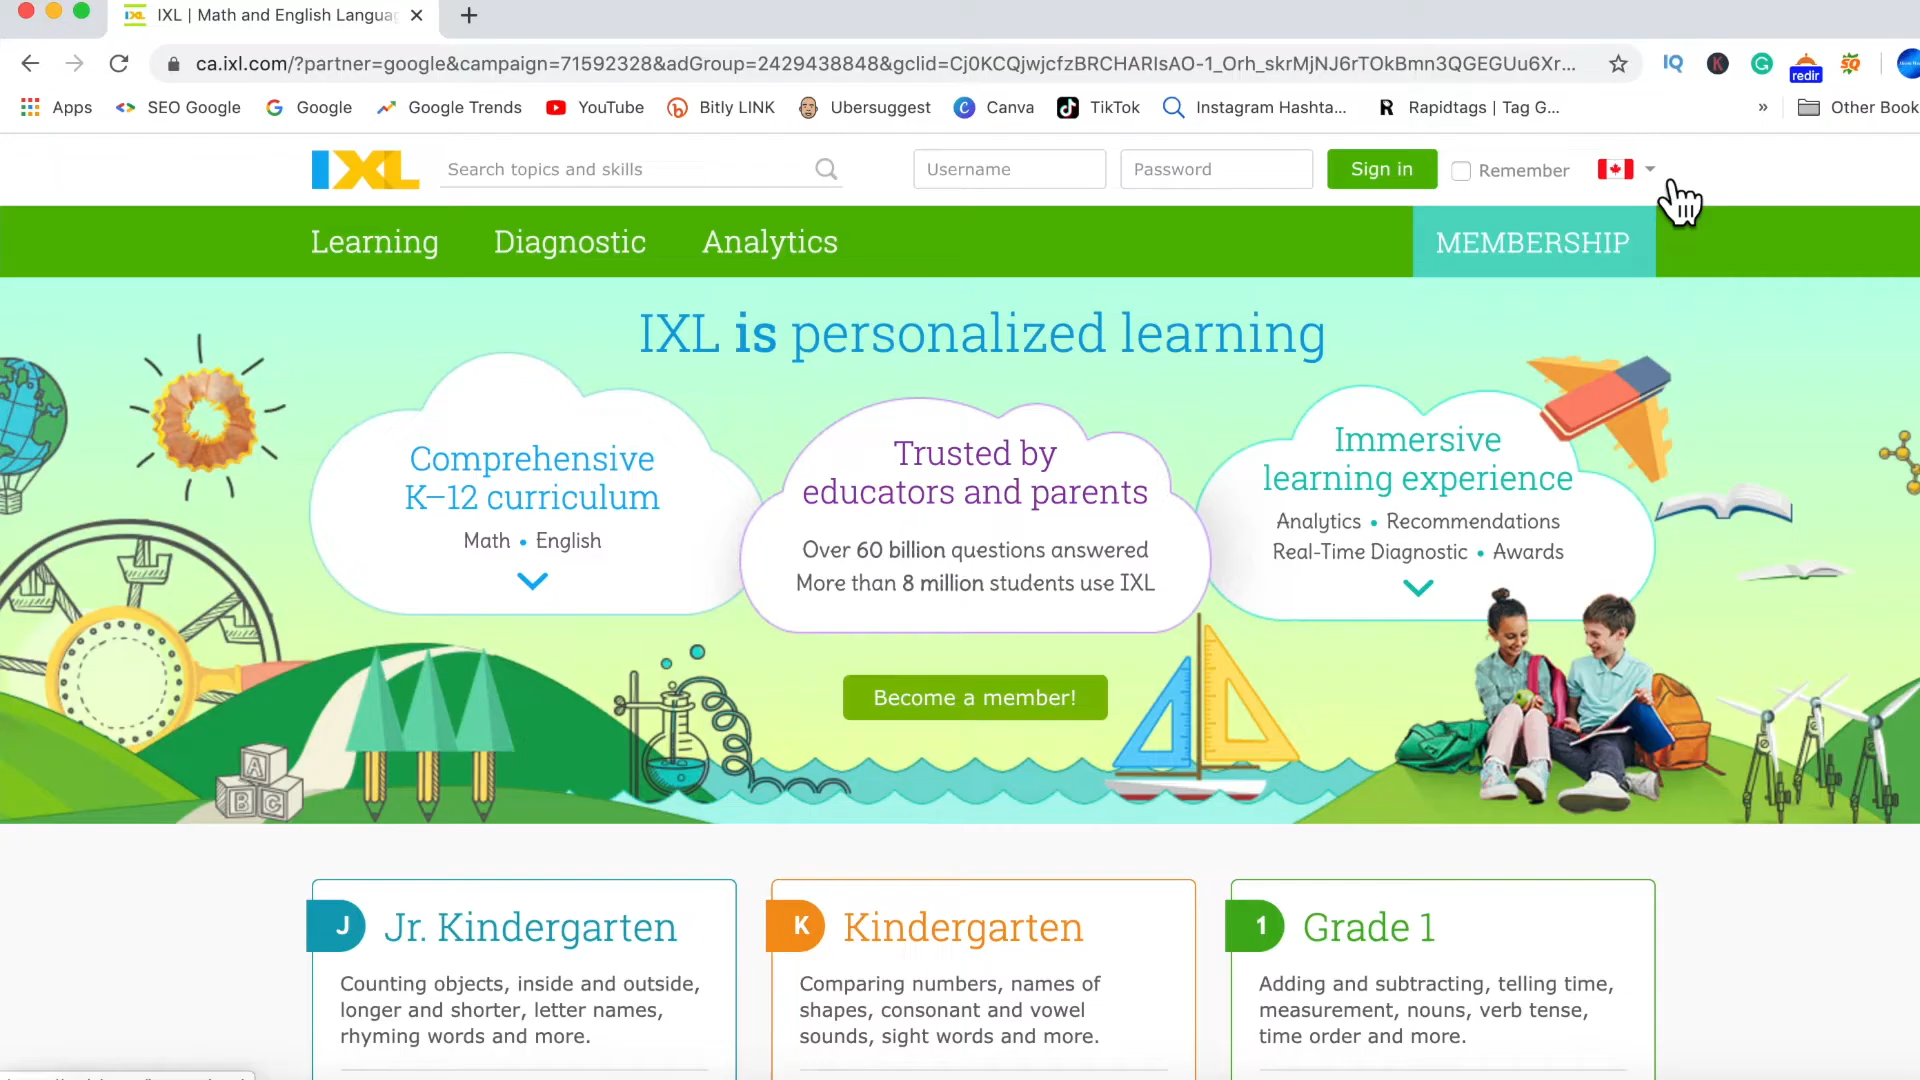 IXL | Math and English Langua
ca.ixl.com/?partner=google&campaign=71592328&adGroup=2429438848&gclid=Cj0KCQjwjcfzBRCHARIsAO-1_Orh_skrMjNJ6rTOkBmn3QGEGUu6Xr...
IQ K G redir SQ
Apps <> SEO Google Google Google Trends YouTube Bitly LINK Ubersuggest Canva TikTok Instagram Hashta... R Rapidtags | Tag G... » Other Book
IXL Search topics and skills Username Password Sign in Remember
Learning Diagnostic Analytics MEMBERSHIP
IXL is personalized learning
Comprehensive
K–12 curriculum
Math • English
Trusted by
educators and parents
Over 60 billion questions answered
More than 8 million students use IXL
Immersive
learning experience
Analytics • Recommendations
Real-Time Diagnostic • Awards
Become a member!
A
B C
J Jr. Kindergarten
Counting objects, inside and outside,
longer and shorter, letter names,
rhyming words and more.
K Kindergarten
Comparing numbers, names of
shapes, consonant and vowel
sounds, sight words and more.
1 Grade 1
Adding and subtracting, telling time,
measurement, nouns, verb tense,
time order and more.